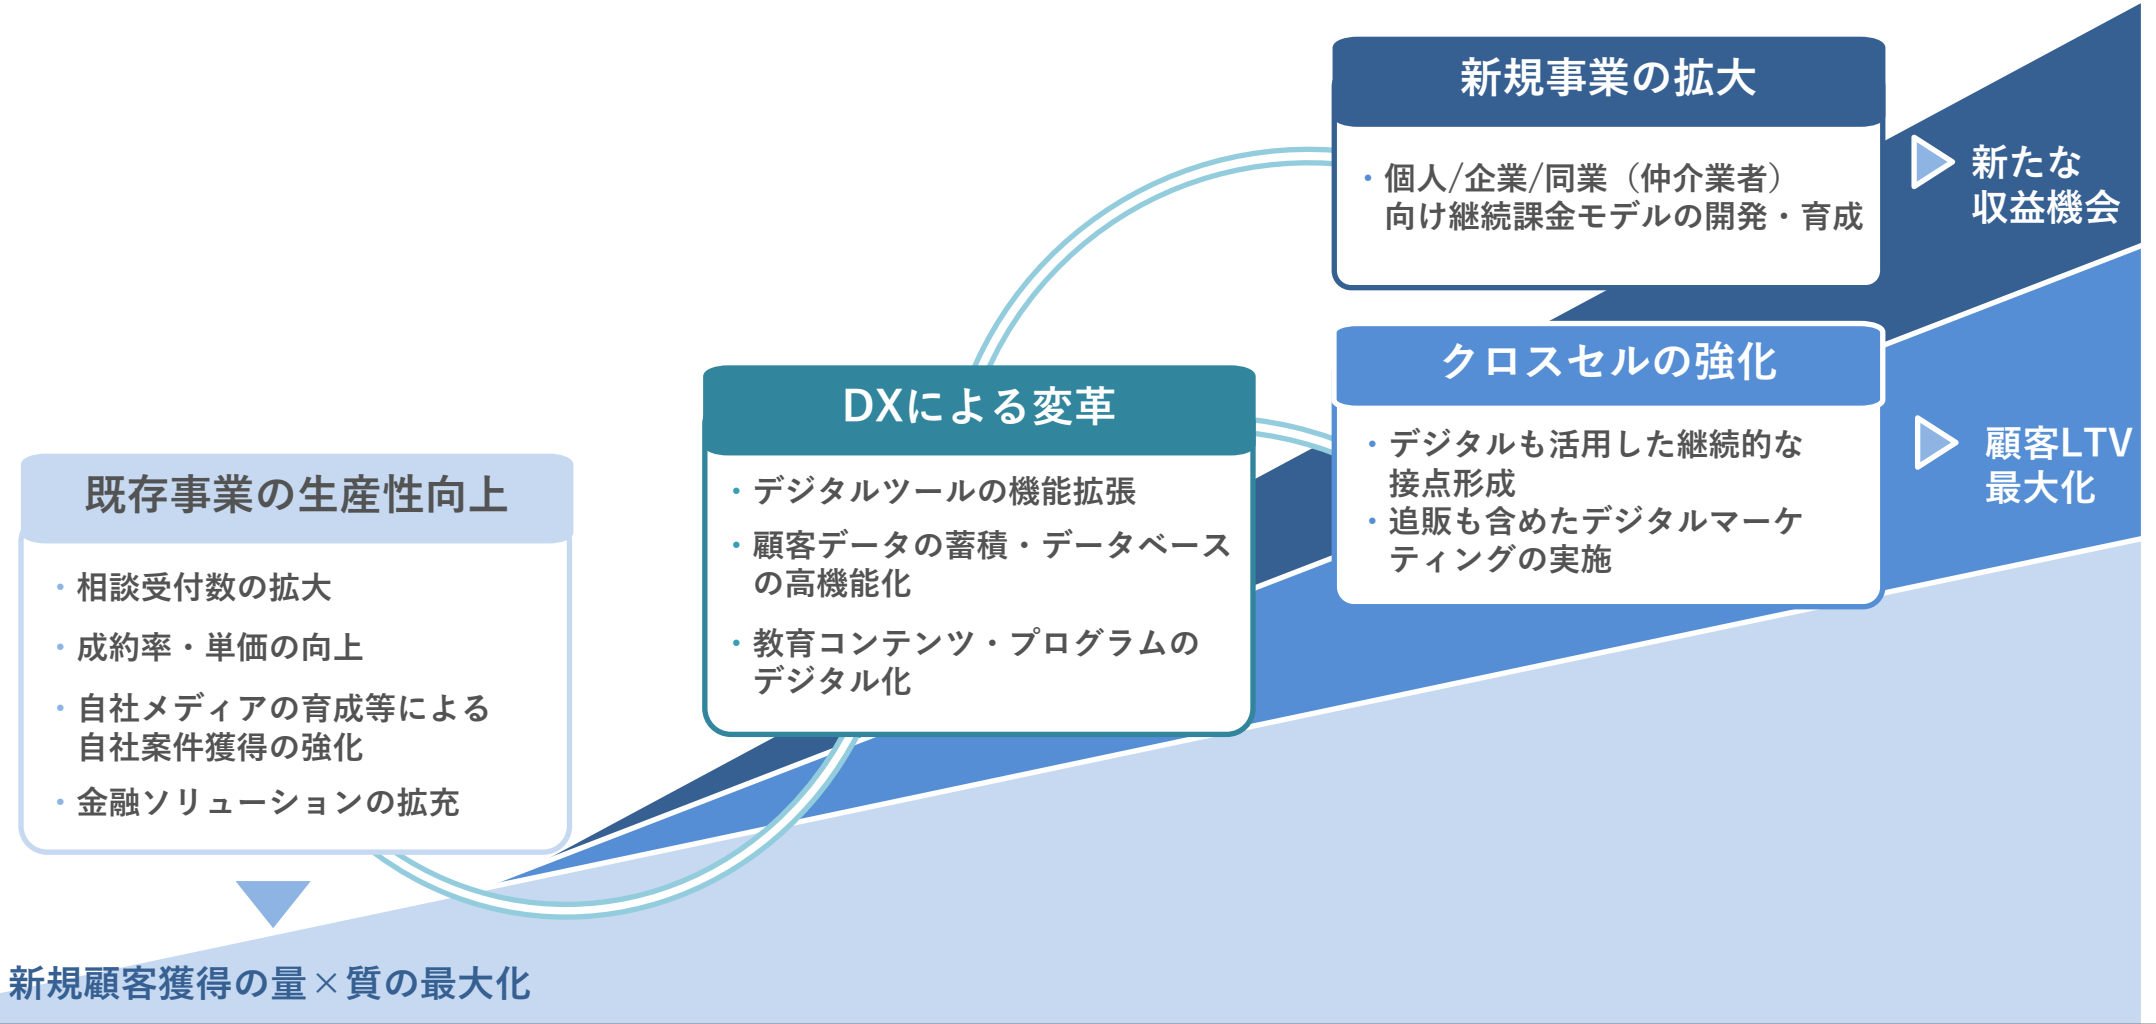 既存事業の生産性向上
・相談受付数の拡大
・成約率・単価の向上
・自社メディアの育成等による
自社案件獲得の強化
・金融ソリューションの拡充
新規顧客獲得の量×質の最大化
DXによる変革
・デジタルツールの機能拡張
・顧客データの蓄積・データベース
の高機能化
・教育コンテンツ・プログラムの
デジタル化
新規事業の拡大
・個人/企業/同業（仲介業者）
向け継続課金モデルの開発・育成
新たな
収益機会
クロスセルの強化
・デジタルも活用した継続的な
接点形成
・追販も含めたデジタルマーケ
ティングの実施
顧客LTV
最大化